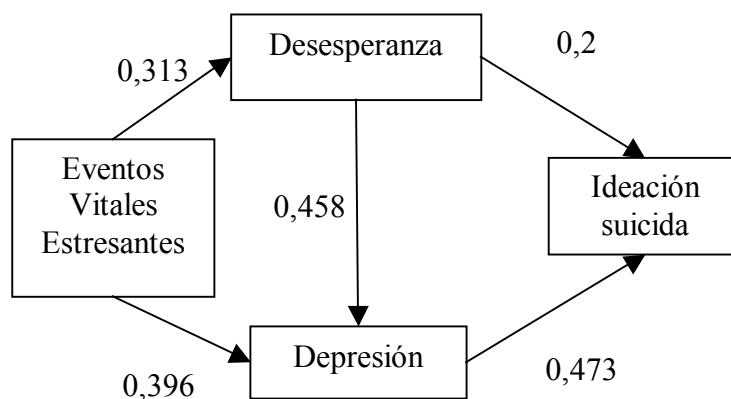 Desesperanza
0,2
0,313
Eventos
Vitales
Estresantes
0,458
Ideación
suicida
Depresión
0,396
0,473